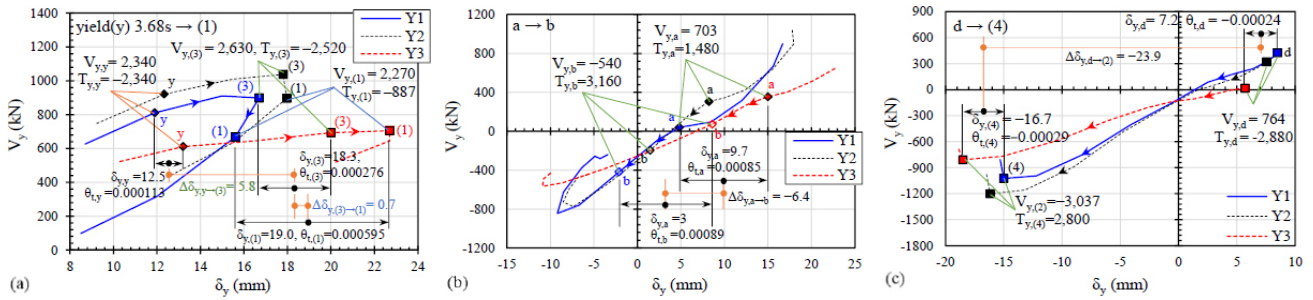 yield(y) 3.68s → (1)
Y1
Y2
Y3
V_y,(3) = 2,630, T_y,(3) = −2,520
V_y,y = 2,340
T_y,y = −2,340
V_y,(1) = 2,270
T_y,(1) = −887
y
(3)
(3)
(1)
y
(1)
y
(3)
(1)
δ_y,y = 12.5
θ_t,y = 0.000113
Δδ_y,y→(3) = 5.8
δ_y,(3) = 18.3,
θ_t,(3) = 0.000276
Δδ_y,(3)→(1) = 0.7
δ_y,(1) = 19.0, θ_t,(1) = 0.000595
1400
1200
1000
800
600
400
200
0
8
10
12
14
16
18
20
22
24
V_y (kN)
δ_y (mm)
(a)
a → b
V_y,a = 703
T_y,a = 1,480
V_y,b = −540
T_y,b = 3,160
a
a
a
b
b
b
Y1
Y2
Y3
δ_y,a = 9.7
θ_t,a = 0.00085
Δδ_y,a→b = −6.4
δ_y,a = 3
θ_t,b = 0.00089
1200
800
400
0
-400
-800
-1200
-15
-10
-5
0
5
10
15
20
25
30
V_y (kN)
δ_y (mm)
(b)
d → (4)
δ_y,d = 7.2
θ_t,d = −0.00024
Δδ_y,d→(2) = −23.9
d
δ_y,(4) = −16.7
θ_t,(4) = −0.00029
V_y,d = 764
T_y,d = −2,880
(4)
V_y,(2) = −3,037
T_y,(4) = 2,800
Y1
Y2
Y3
1200
900
600
300
0
-300
-600
-900
-1200
-1500
-1800
-20
-15
-10
-5
0
5
10
V_y (kN)
δ_y (mm)
(c)